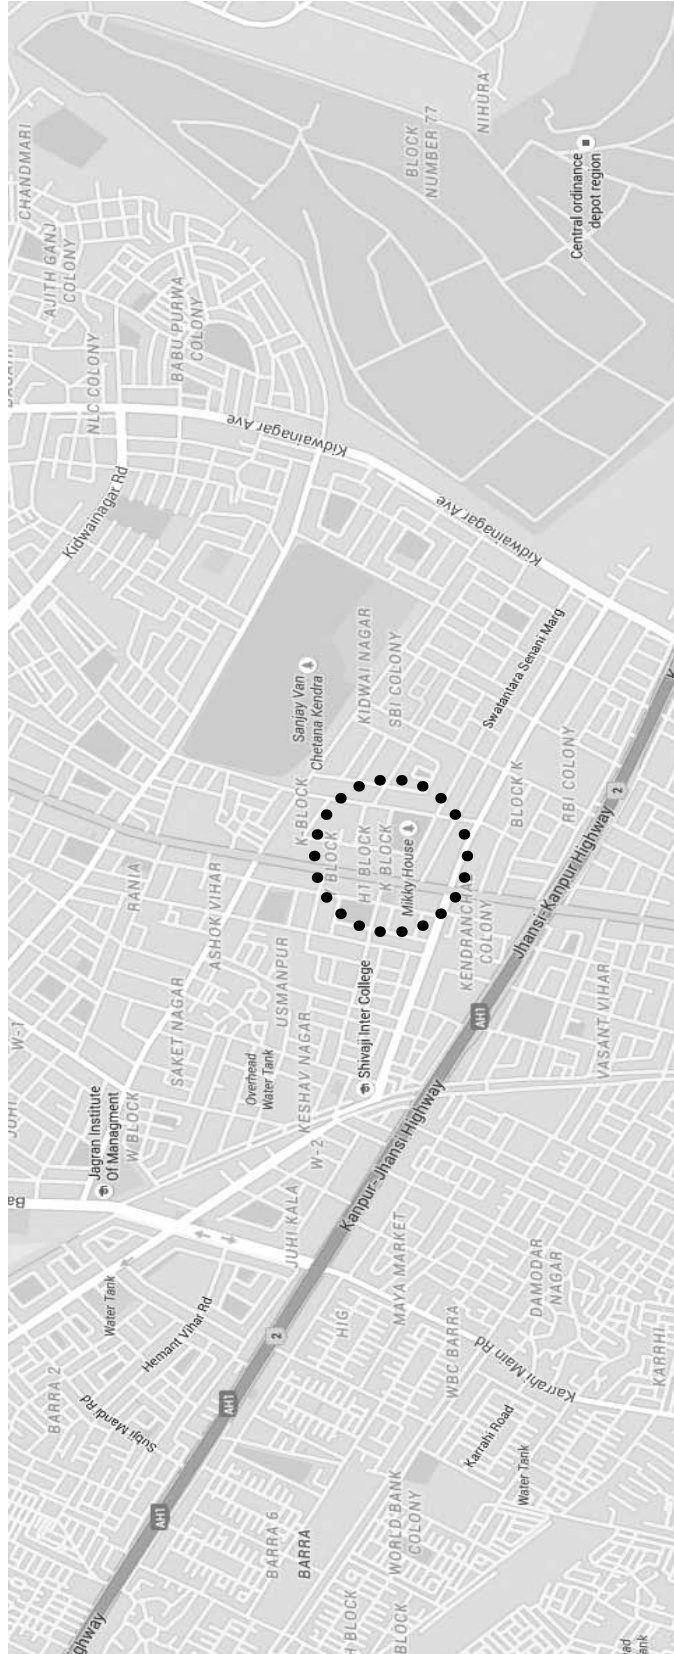 CHANDMARI
AJITH GANJ
COLONY
NLC COLONY
BABU PURWA
COLONY
BLOCK
NUMBER 77
NIHURA
Central ordinance
depot region
Kidwainagar Rd
Kidwainagar Ave
Kidwainagar Ave
Kidwainagar Ave
Sanjay Van
Chetana Kendra
KIDWAI NAGAR
SBI COLONY
Swatantara Senani Marg
K-BLOCK
BLOCK
H1 BLOCK
K BLOCK
Mikky House
BLOCK K
RBI COLONY
2
Jhansi-Kanpur Highway
RANIA
ASHOK VIHAR
USMANPUR
SAKET NAGAR
Overhead
Water Tank
KESHAV NAGAR
W-2
Shivaji Inter College
KENDRANCHAL
COLONY
AH1
VASANT VIHAR
W-1
JUHI
Jagran Institute
Of Managment
W BLOCK
Ba
JUHI KALA
Kanpur-Jhansi Highway
Water Tank
Hemant Vihar Rd
2
HIG
MAYA MARKET
DAMODAR
NAGAR
WBC BARRA
Karrahi Main Rd
KARRHI
BARRA 2
Subji Mandi Rd
AH1
Karrahi Road
Water Tank
AH1
BARRA 6
BARRA
WORLD BANK
COLONY
H BLOCK
BLOCK
ghway
ad
ank